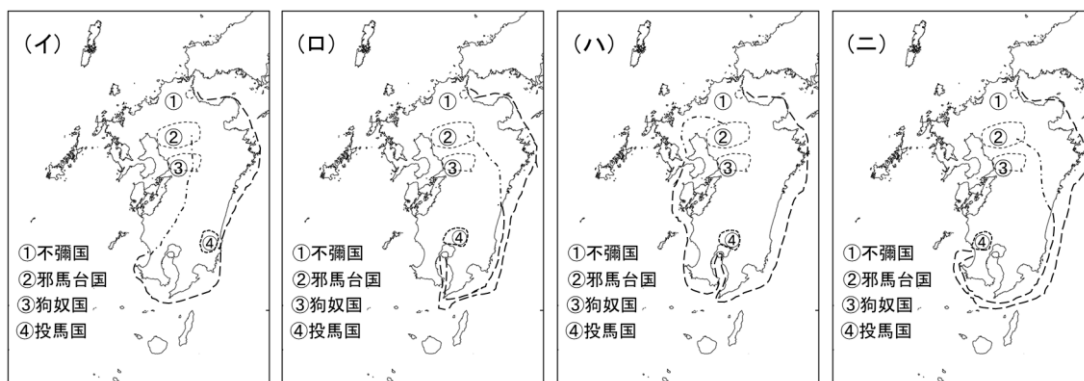 （イ）
①
②
③
④
①不彌国
②邪馬台国
③狗奴国
④投馬国
（ロ）
①
②
③
④
①不彌国
②邪馬台国
③狗奴国
④投馬国
（ハ）
①
②
③
④
①不彌国
②邪馬台国
③狗奴国
④投馬国
（ニ）
①
②
③
④
①不彌国
②邪馬台国
③狗奴国
④投馬国